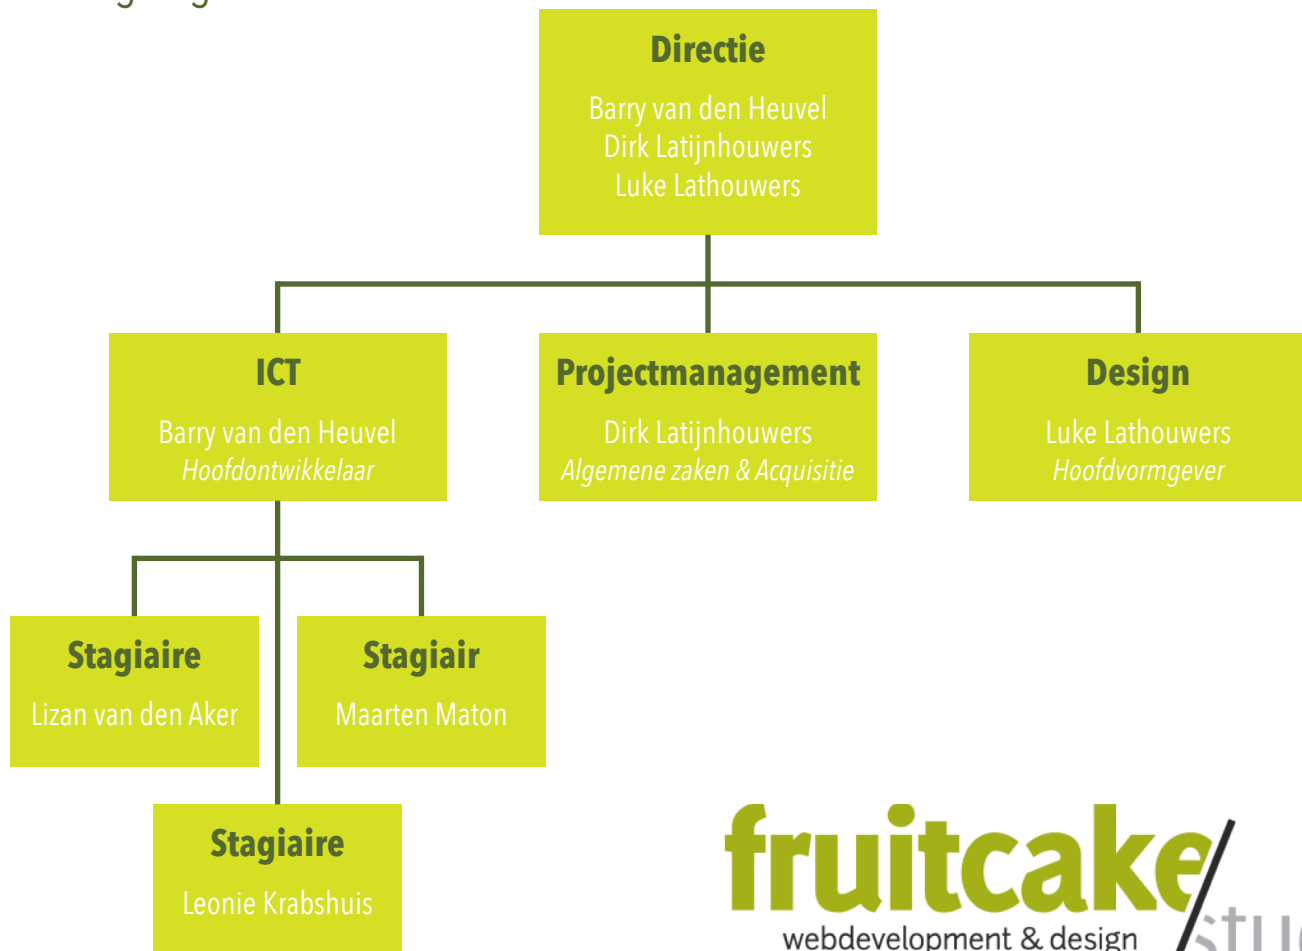 Directie
Barry van den Heuvel
Dirk Latijnhouwers
Luke Lathouwers
ICT
Barry van den Heuvel
Hoofdontwikkelaar
Projectmanagement
Dirk Latijnhouwers
Algemene zaken & Acquisitie
Design
Luke Lathouwers
Hoofdvormgever
Stagiaire
Lizan van den Aker
Stagiair
Maarten Maton
Stagiaire
Leonie Krabshuis
fruitcake/
webdevelopment & design